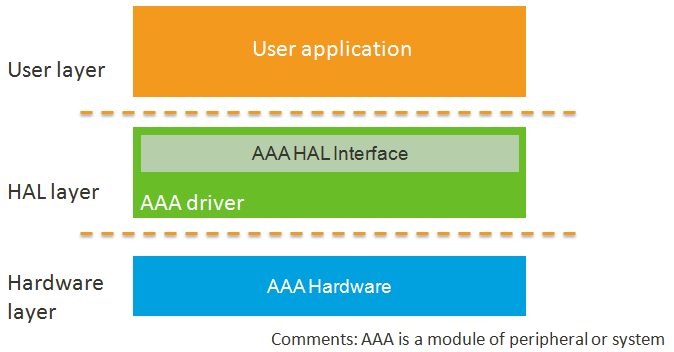 User application
User layer
AAA HAL Interface
HAL layer
AAA driver
Hardware
layer
AAA Hardware
Comments: AAA is a module of peripheral or system